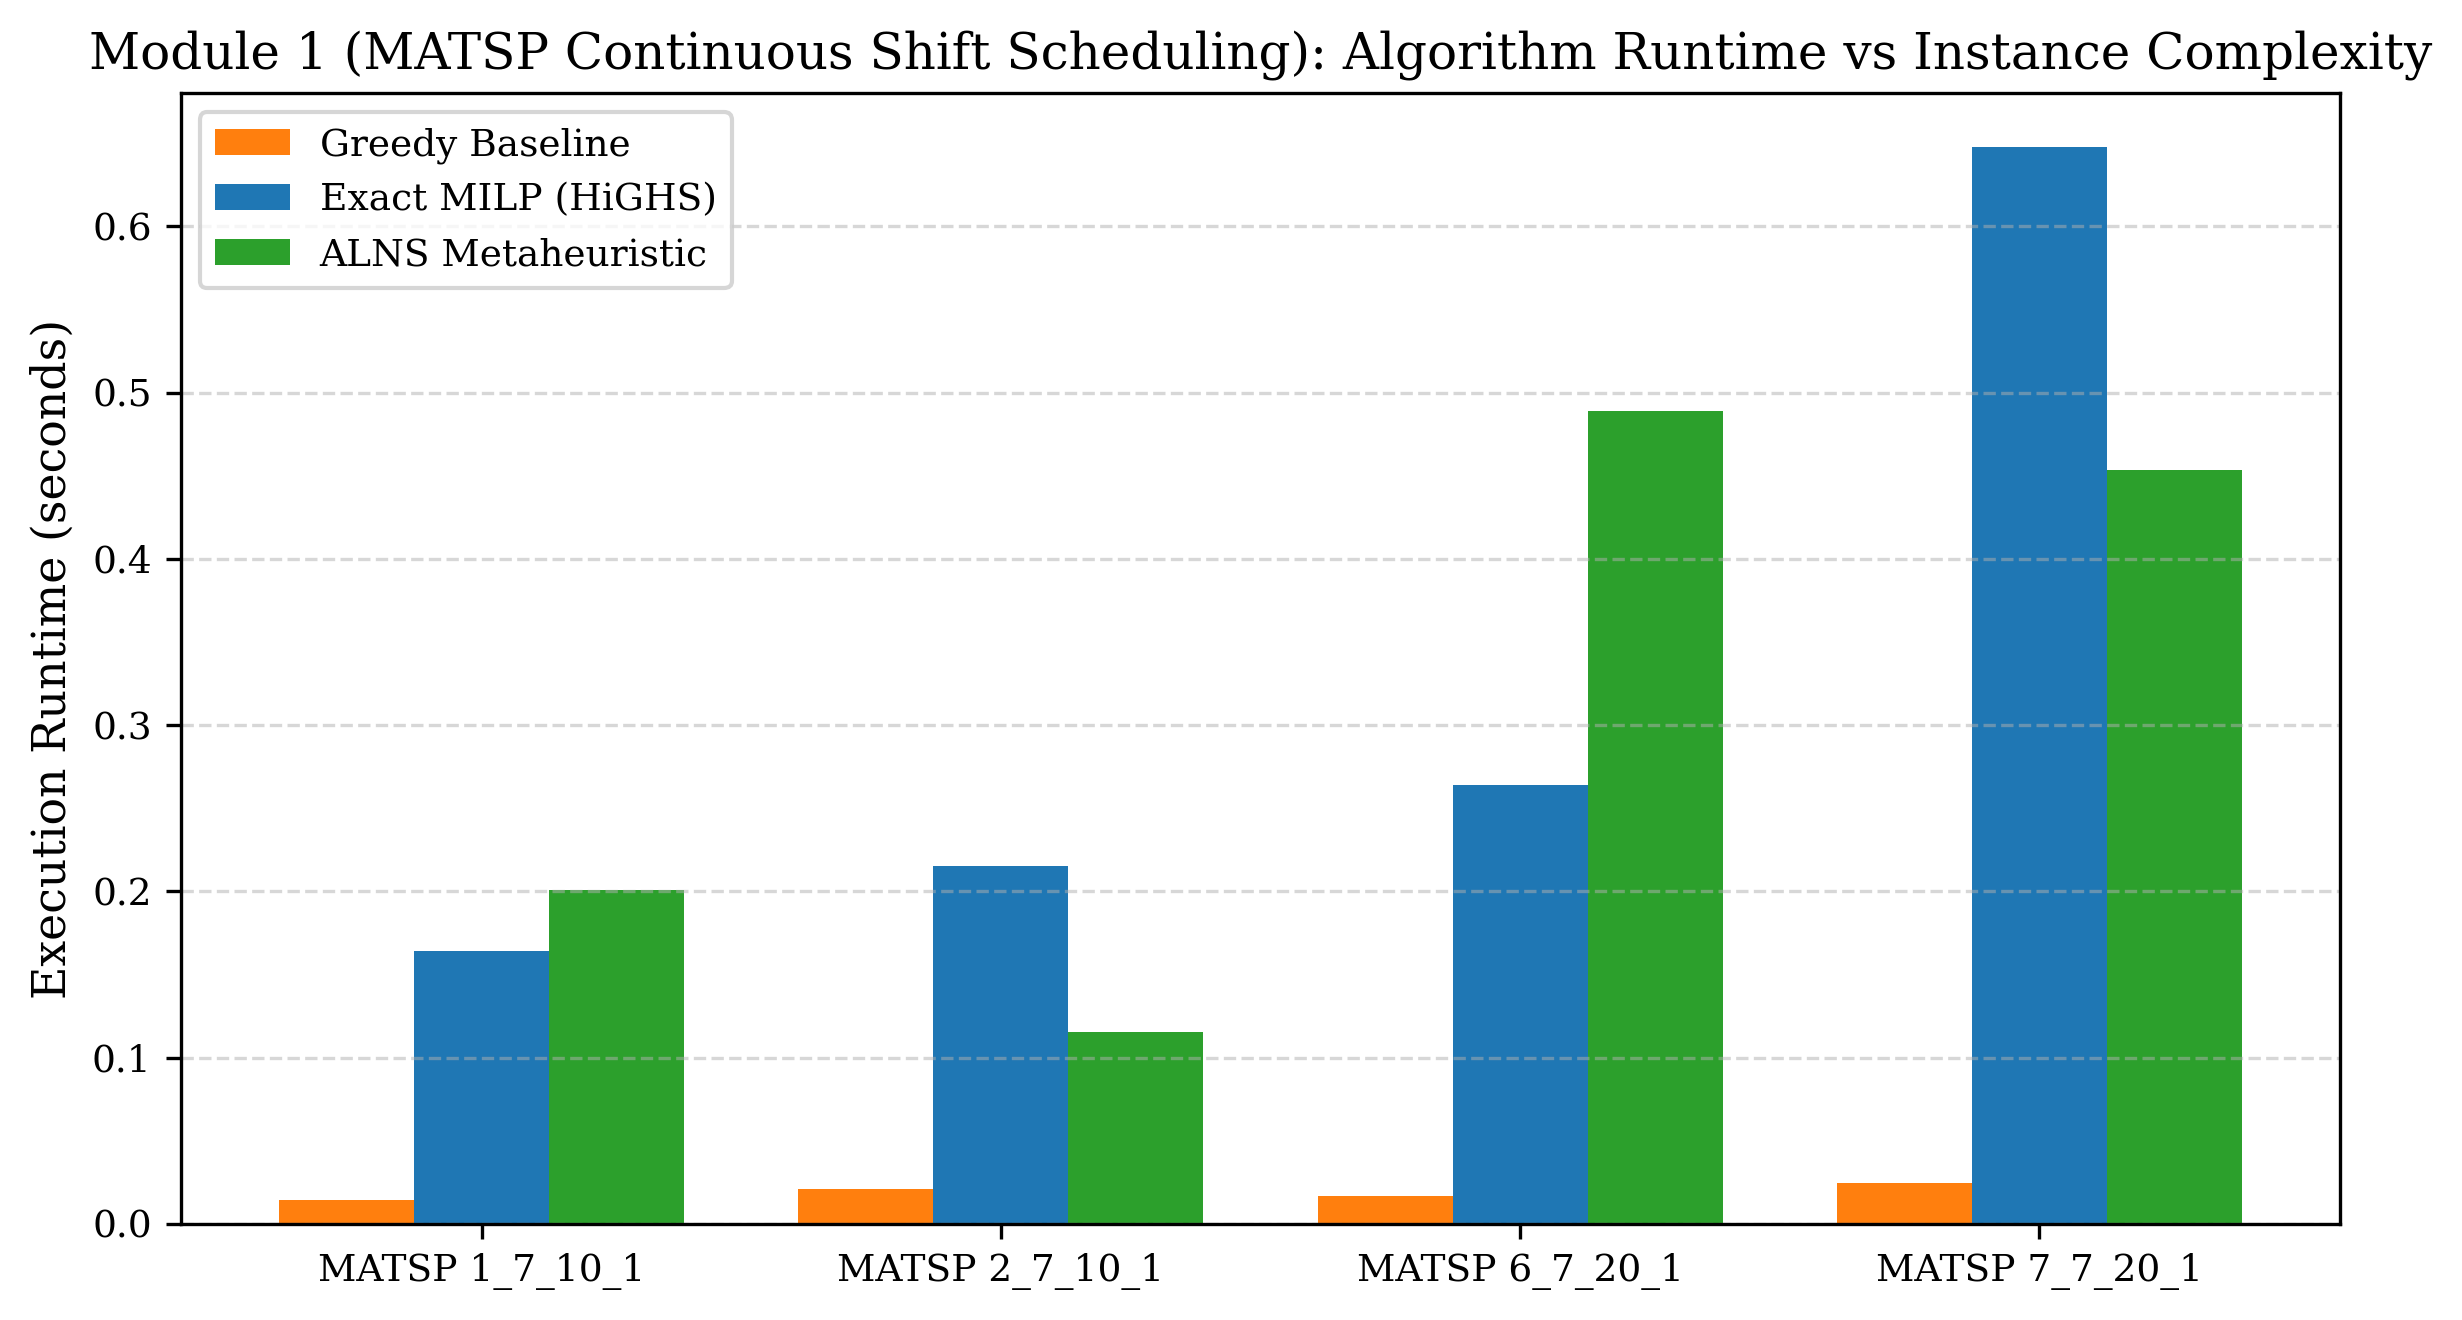 Module 1 (MATSP Continuous Shift Scheduling): Algorithm Runtime vs Instance Complexity
Greedy Baseline
Exact MILP (HiGHS)
ALNS Metaheuristic
Execution Runtime (seconds)
0.6
0.5
0.4
0.3
0.2
0.1
0.0
MATSP 1_7_10_1
MATSP 2_7_10_1
MATSP 6_7_20_1
MATSP 7_7_20_1